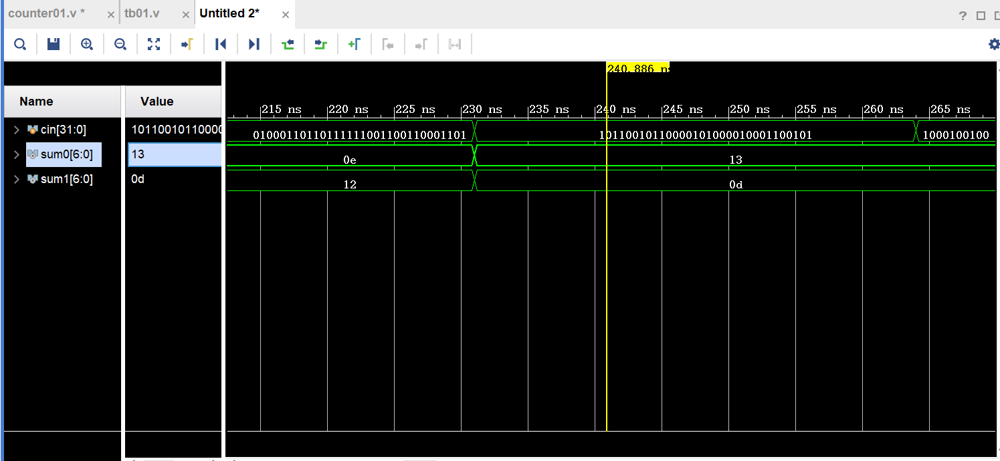 counter01.v * × tb01.v × Untitled 2* ×
?
240.886 ns
Name Value
215 ns 220 ns 225 ns 230 ns 235 ns 240 ns 245 ns 250 ns 255 ns 260 ns 265 ns
cin[31:0] 10110010110000 01000110110111111001100110001101 10110010110000101000010001100101 1000100100
sum0[6:0] 13 0e 13
sum1[6:0] 0d 12 0d